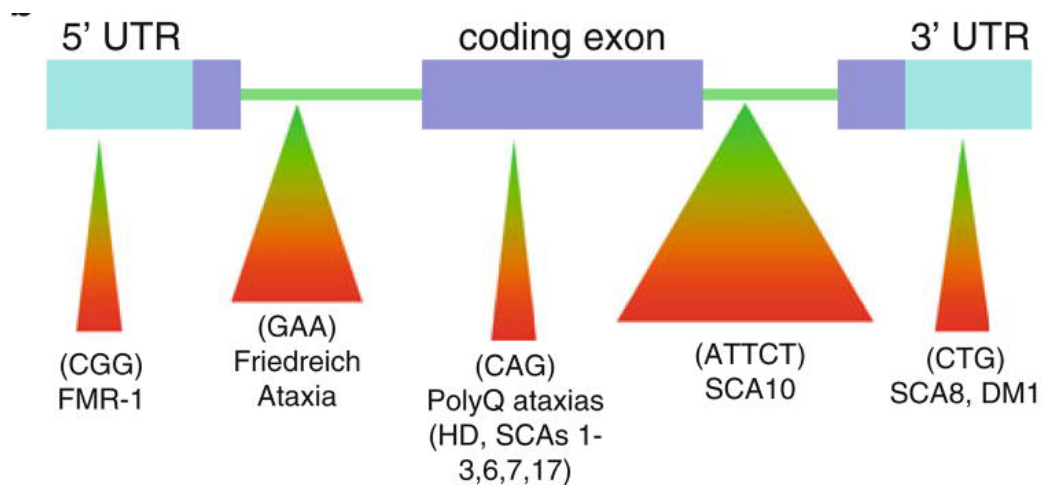 5' UTR
coding exon
3' UTR
(CGG)
FMR-1
(GAA)
Friedreich
Ataxia
(CAG)
PolyQ ataxias
(HD, SCAs 1-
3,6,7,17)
(ATTCT)
SCA10
(CTG)
SCA8, DM1